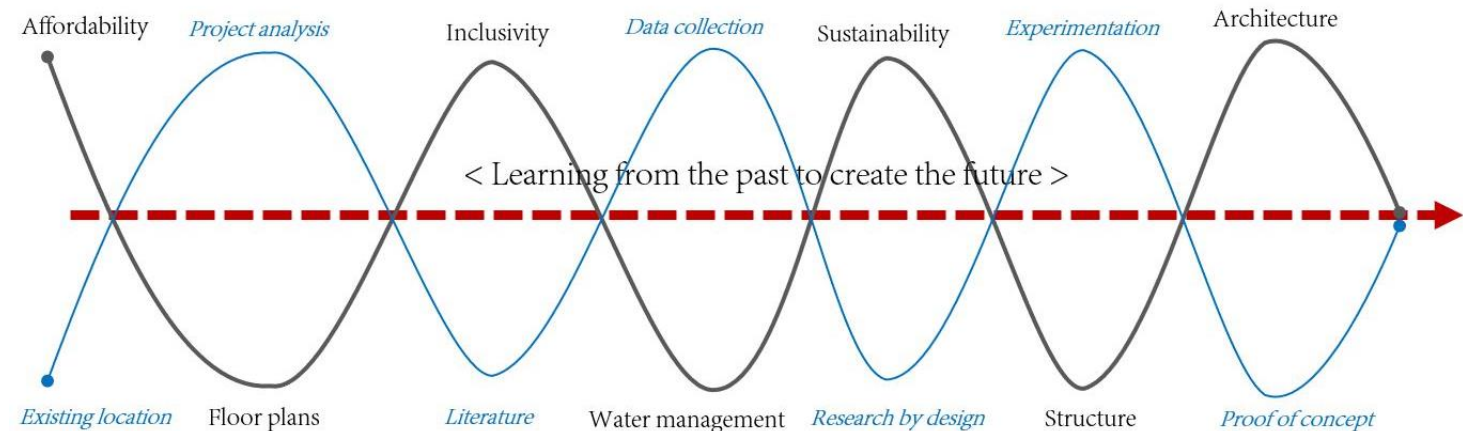 Affordability
Project analysis
Inclusivity
Data collection
Sustainability
Experimentation
Architecture
< Learning from the past to create the future >
Existing location
Floor plans
Literature
Water management
Research by design
Structure
Proof of concept